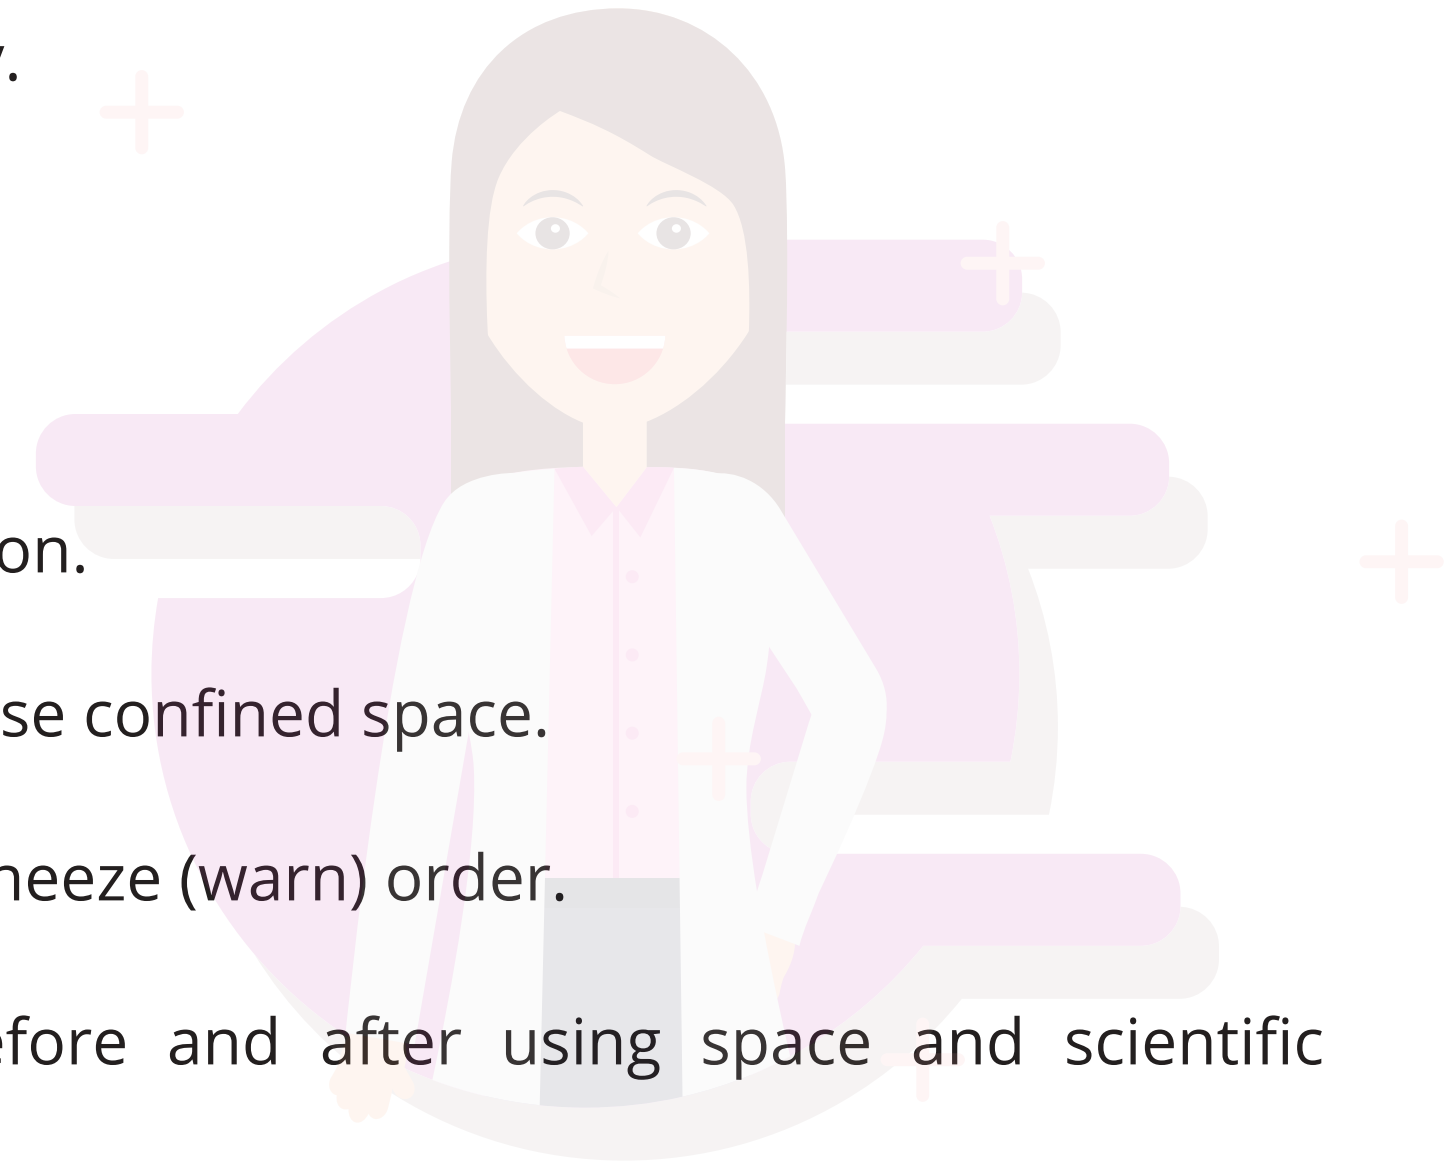 on.
se confined space.
neeze (warn) order.
efore and after using space and scientific